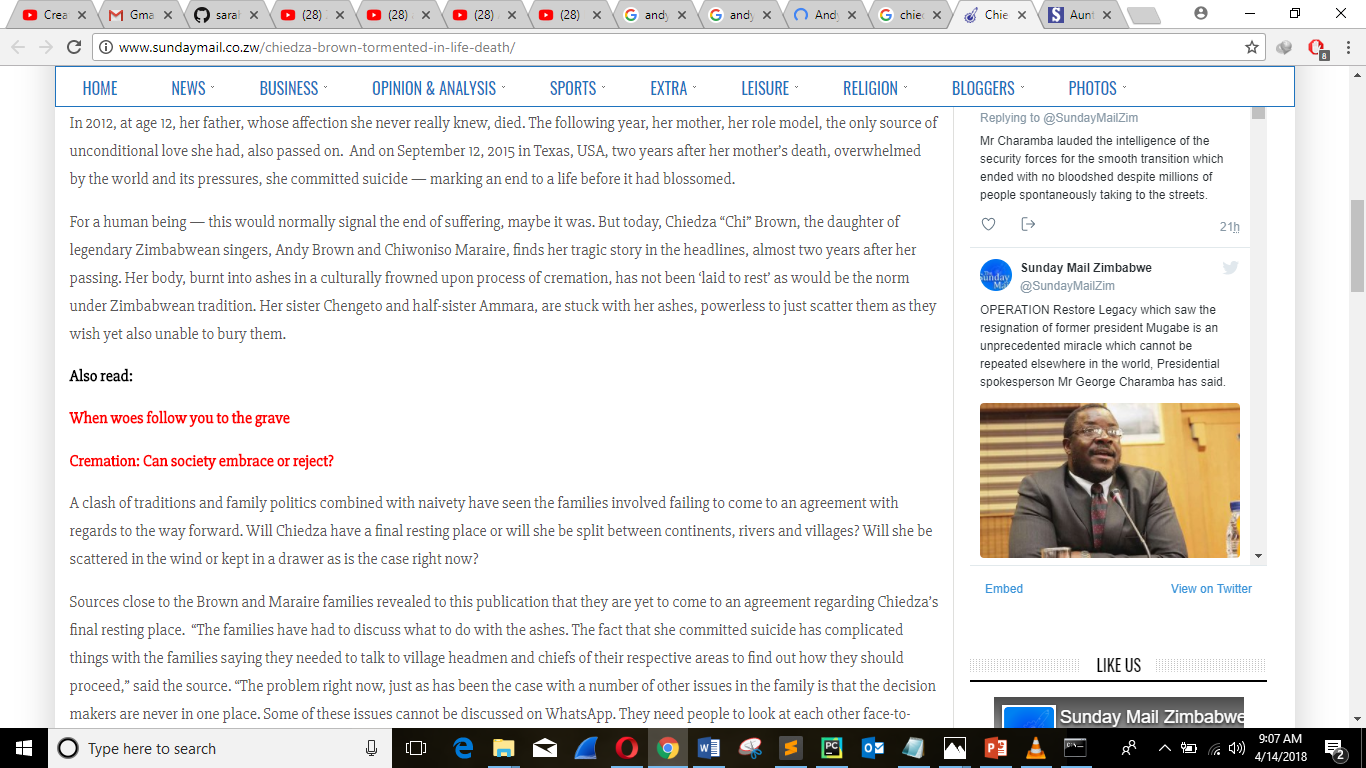 Crea
Gma
sarah
(28)
(28)
(28)
(28)
andy
andy
Andy
chied
Chie
Aunt
www.sundaymail.co.zw/chiedza-brown-tormented-in-life-death/
8
HOME NEWS BUSINESS OPINION & ANALYSIS SPORTS EXTRA LEISURE RELIGION BLOGGERS PHOTOS
In 2012, at age 12, her father, whose affection she never really knew, died. The following year, her mother, her role model, the only source of
unconditional love she had, also passed on. And on September 12, 2015 in Texas, USA, two years after her mother's death, overwhelmed
by the world and its pressures, she committed suicide — marking an end to a life before it had blossomed.
For a human being — this would normally signal the end of suffering, maybe it was. But today, Chiedza “Chi” Brown, the daughter of
legendary Zimbabwean singers, Andy Brown and Chiwoniso Maraire, finds her tragic story in the headlines, almost two years after her
passing. Her body, burnt into ashes in a culturally frowned upon process of cremation, has not been ‘laid to rest’ as would be the norm
under Zimbabwean tradition. Her sister Chengeto and half-sister Ammara, are stuck with her ashes, powerless to just scatter them as they
wish yet also unable to bury them.
Also read:
When woes follow you to the grave
Cremation: Can society embrace or reject?
A clash of traditions and family politics combined with naivety have seen the families involved failing to come to an agreement with
regards to the way forward. Will Chiedza have a final resting place or will she be split between continents, rivers and villages? Will she be
scattered in the wind or kept in a drawer as is the case right now?
Sources close to the Brown and Maraire families revealed to this publication that they are yet to come to an agreement regarding Chiedza’s
final resting place. “The families have had to discuss what to do with the ashes. The fact that she committed suicide has complicated
things with the families saying they needed to talk to village headmen and chiefs of their respective areas to find out how they should
proceed,” said the source. “The problem right now, just as has been the case with a number of other issues in the family is that the decision
makers are never in one place. Some of these issues cannot be discussed on WhatsApp. They need people to look at each other face-to-
Replying to @SundayMailZim
Mr Charamba lauded the intelligence of the
security forces for the smooth transition which
ended with no bloodshed despite millions of
people spontaneously taking to the streets.
21h
Sunday Mail Zimbabwe
@SundayMailZim
OPERATION Restore Legacy which saw the
resignation of former president Mugabe is an
unprecedented miracle which cannot be
repeated elsewhere in the world, Presidential
spokesperson Mr George Charamba has said.
Embed View on Twitter
LIKE US
Sunday Mail Zimbabwe
Type here to search
9:07 AM
4/14/2018
2